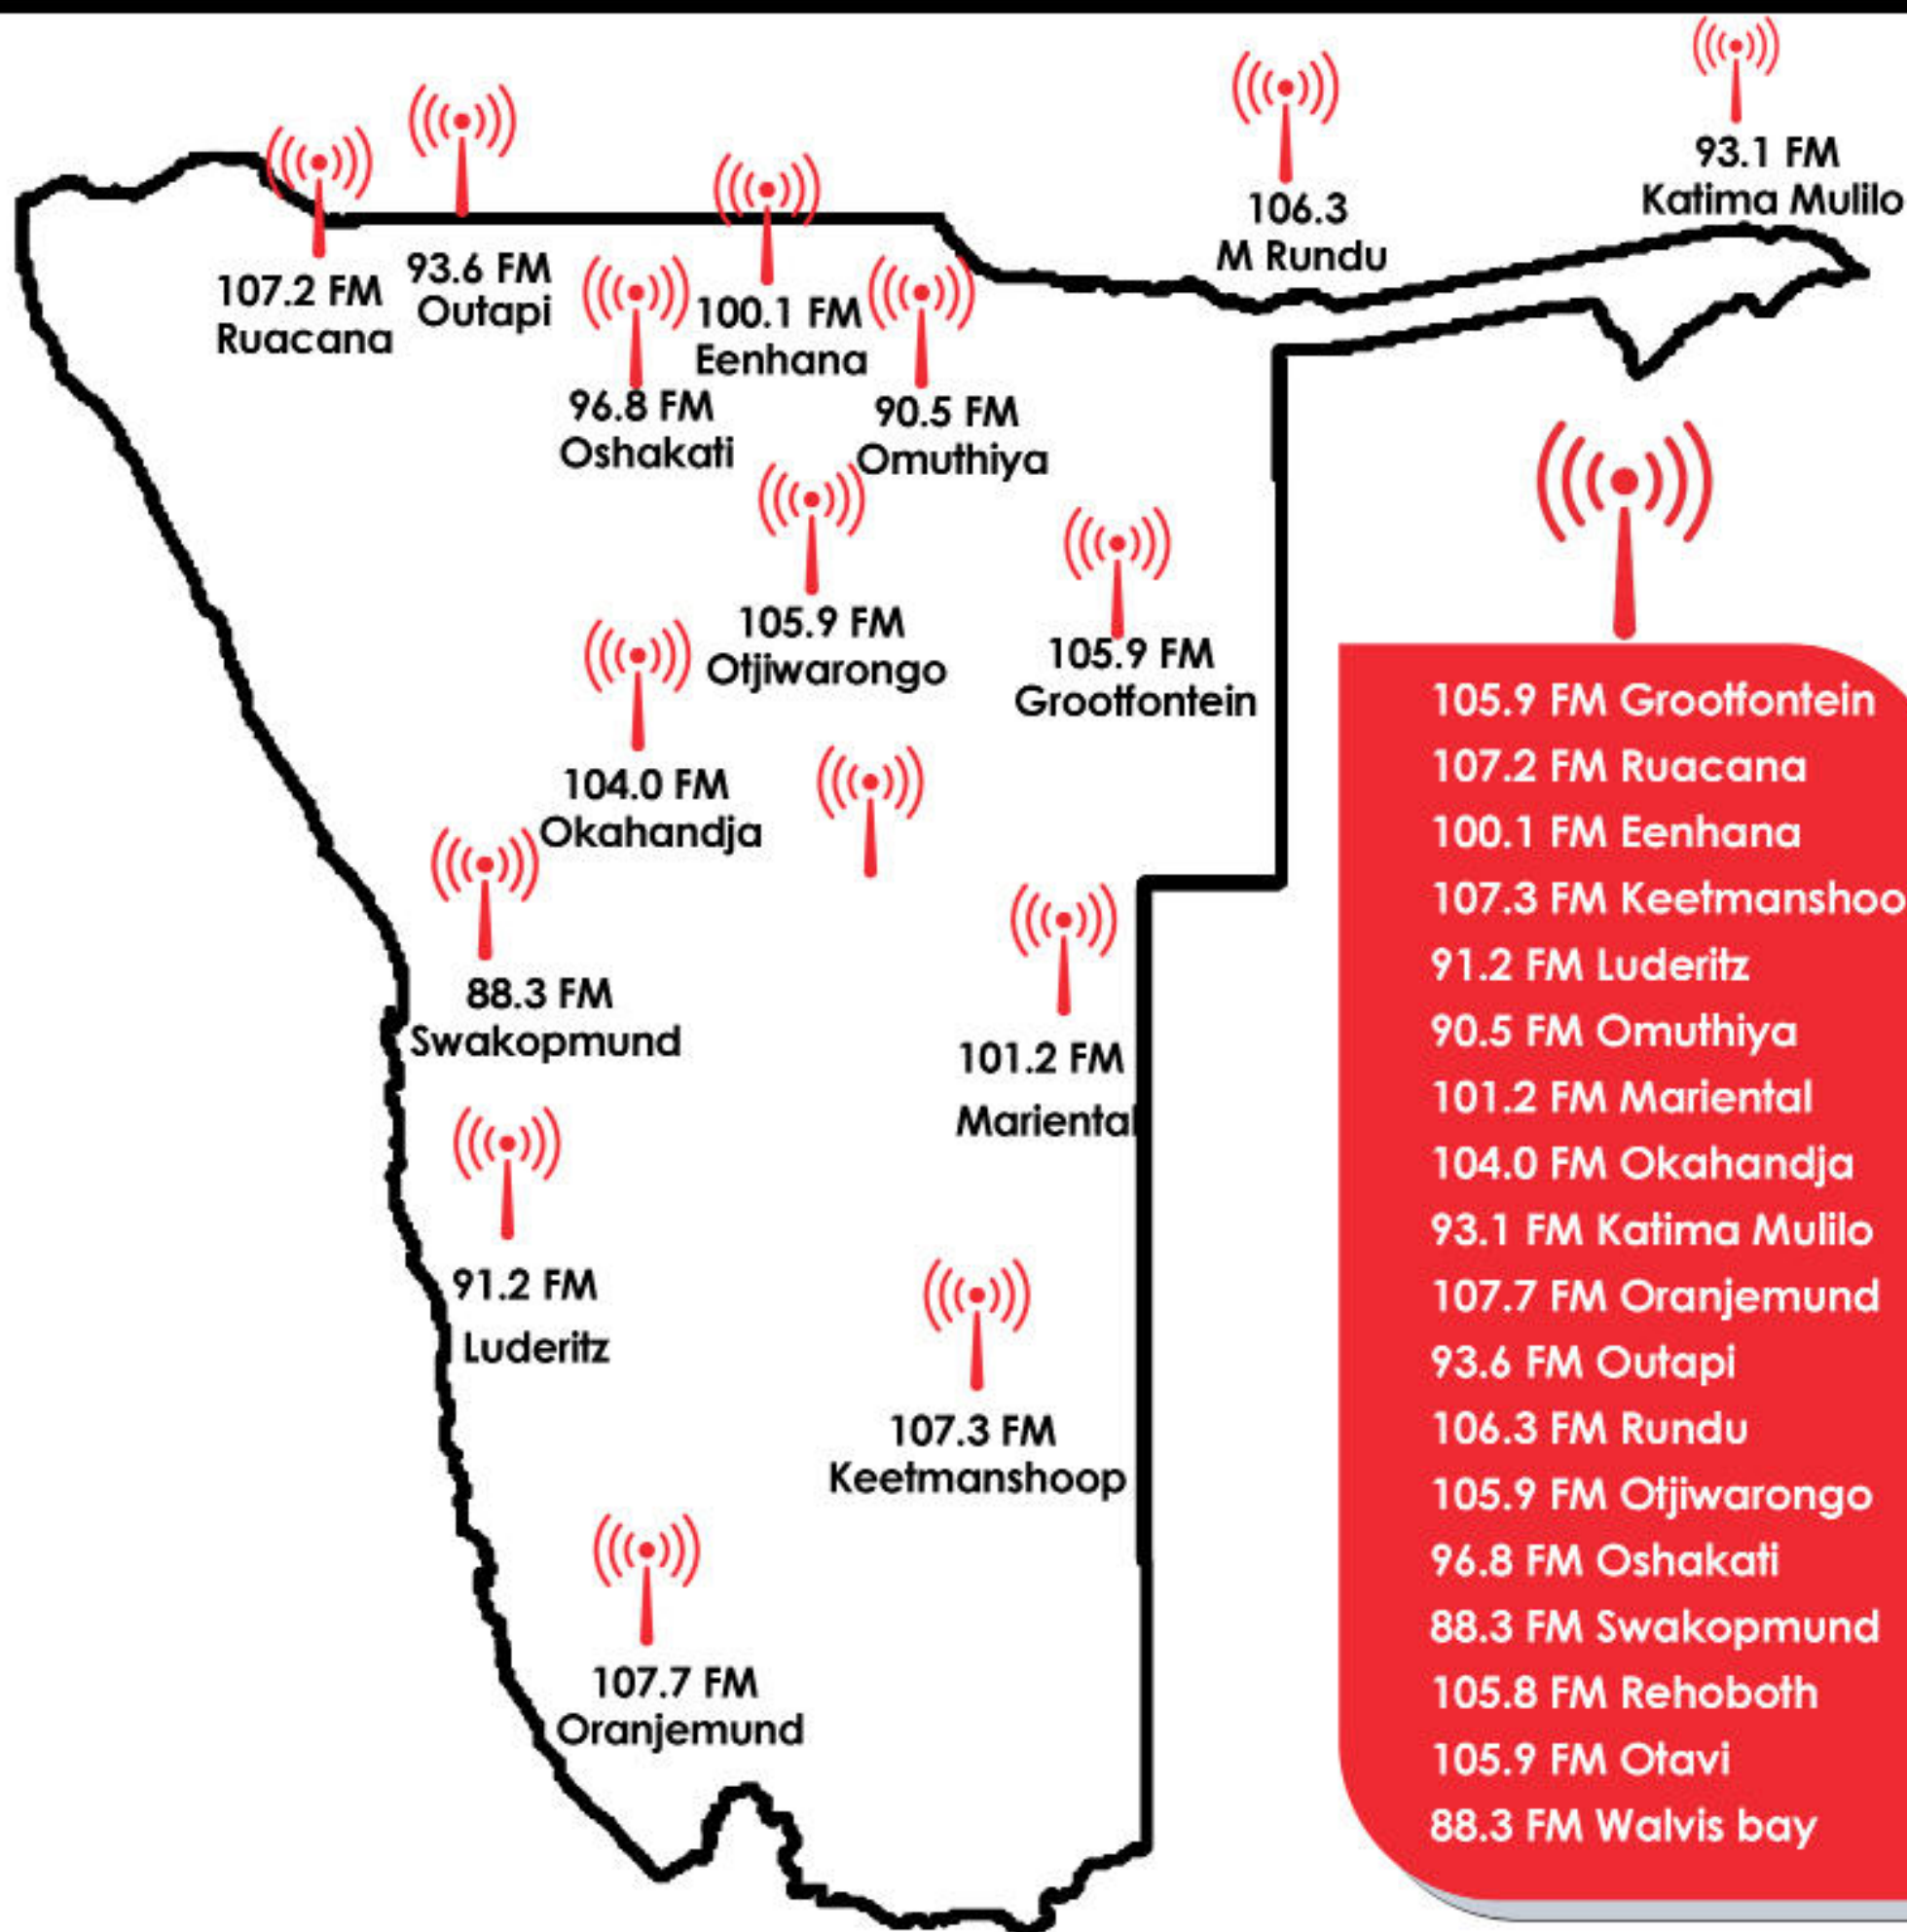 93.1 FM
Katima Mulilo
106.3
M Rundu
107.2 FM
Ruacana
93.6 FM
Outapi
100.1 FM
Eenhana
96.8 FM
Oshakati
90.5 FM
Omuthiya
105.9 FM
Otjiwarongo
105.9 FM
Grootfontein
104.0 FM
Okahandja
88.3 FM
Swakopmund
101.2 FM
Mariental
91.2 FM
Luderitz
107.3 FM
Keetmanshoop
107.7 FM
Oranjemund
105.9 FM Grootfontein
107.2 FM Ruacana
100.1 FM Eenhana
107.3 FM Keetmanshoo
91.2 FM Luderitz
90.5 FM Omuthiya
101.2 FM Mariental
104.0 FM Okahandja
93.1 FM Katima Mulilo
107.7 FM Oranjemund
93.6 FM Outapi
106.3 FM Rundu
105.9 FM Otjiwarongo
96.8 FM Oshakati
88.3 FM Swakopmund
105.8 FM Rehoboth
105.9 FM Otavi
88.3 FM Walvis bay